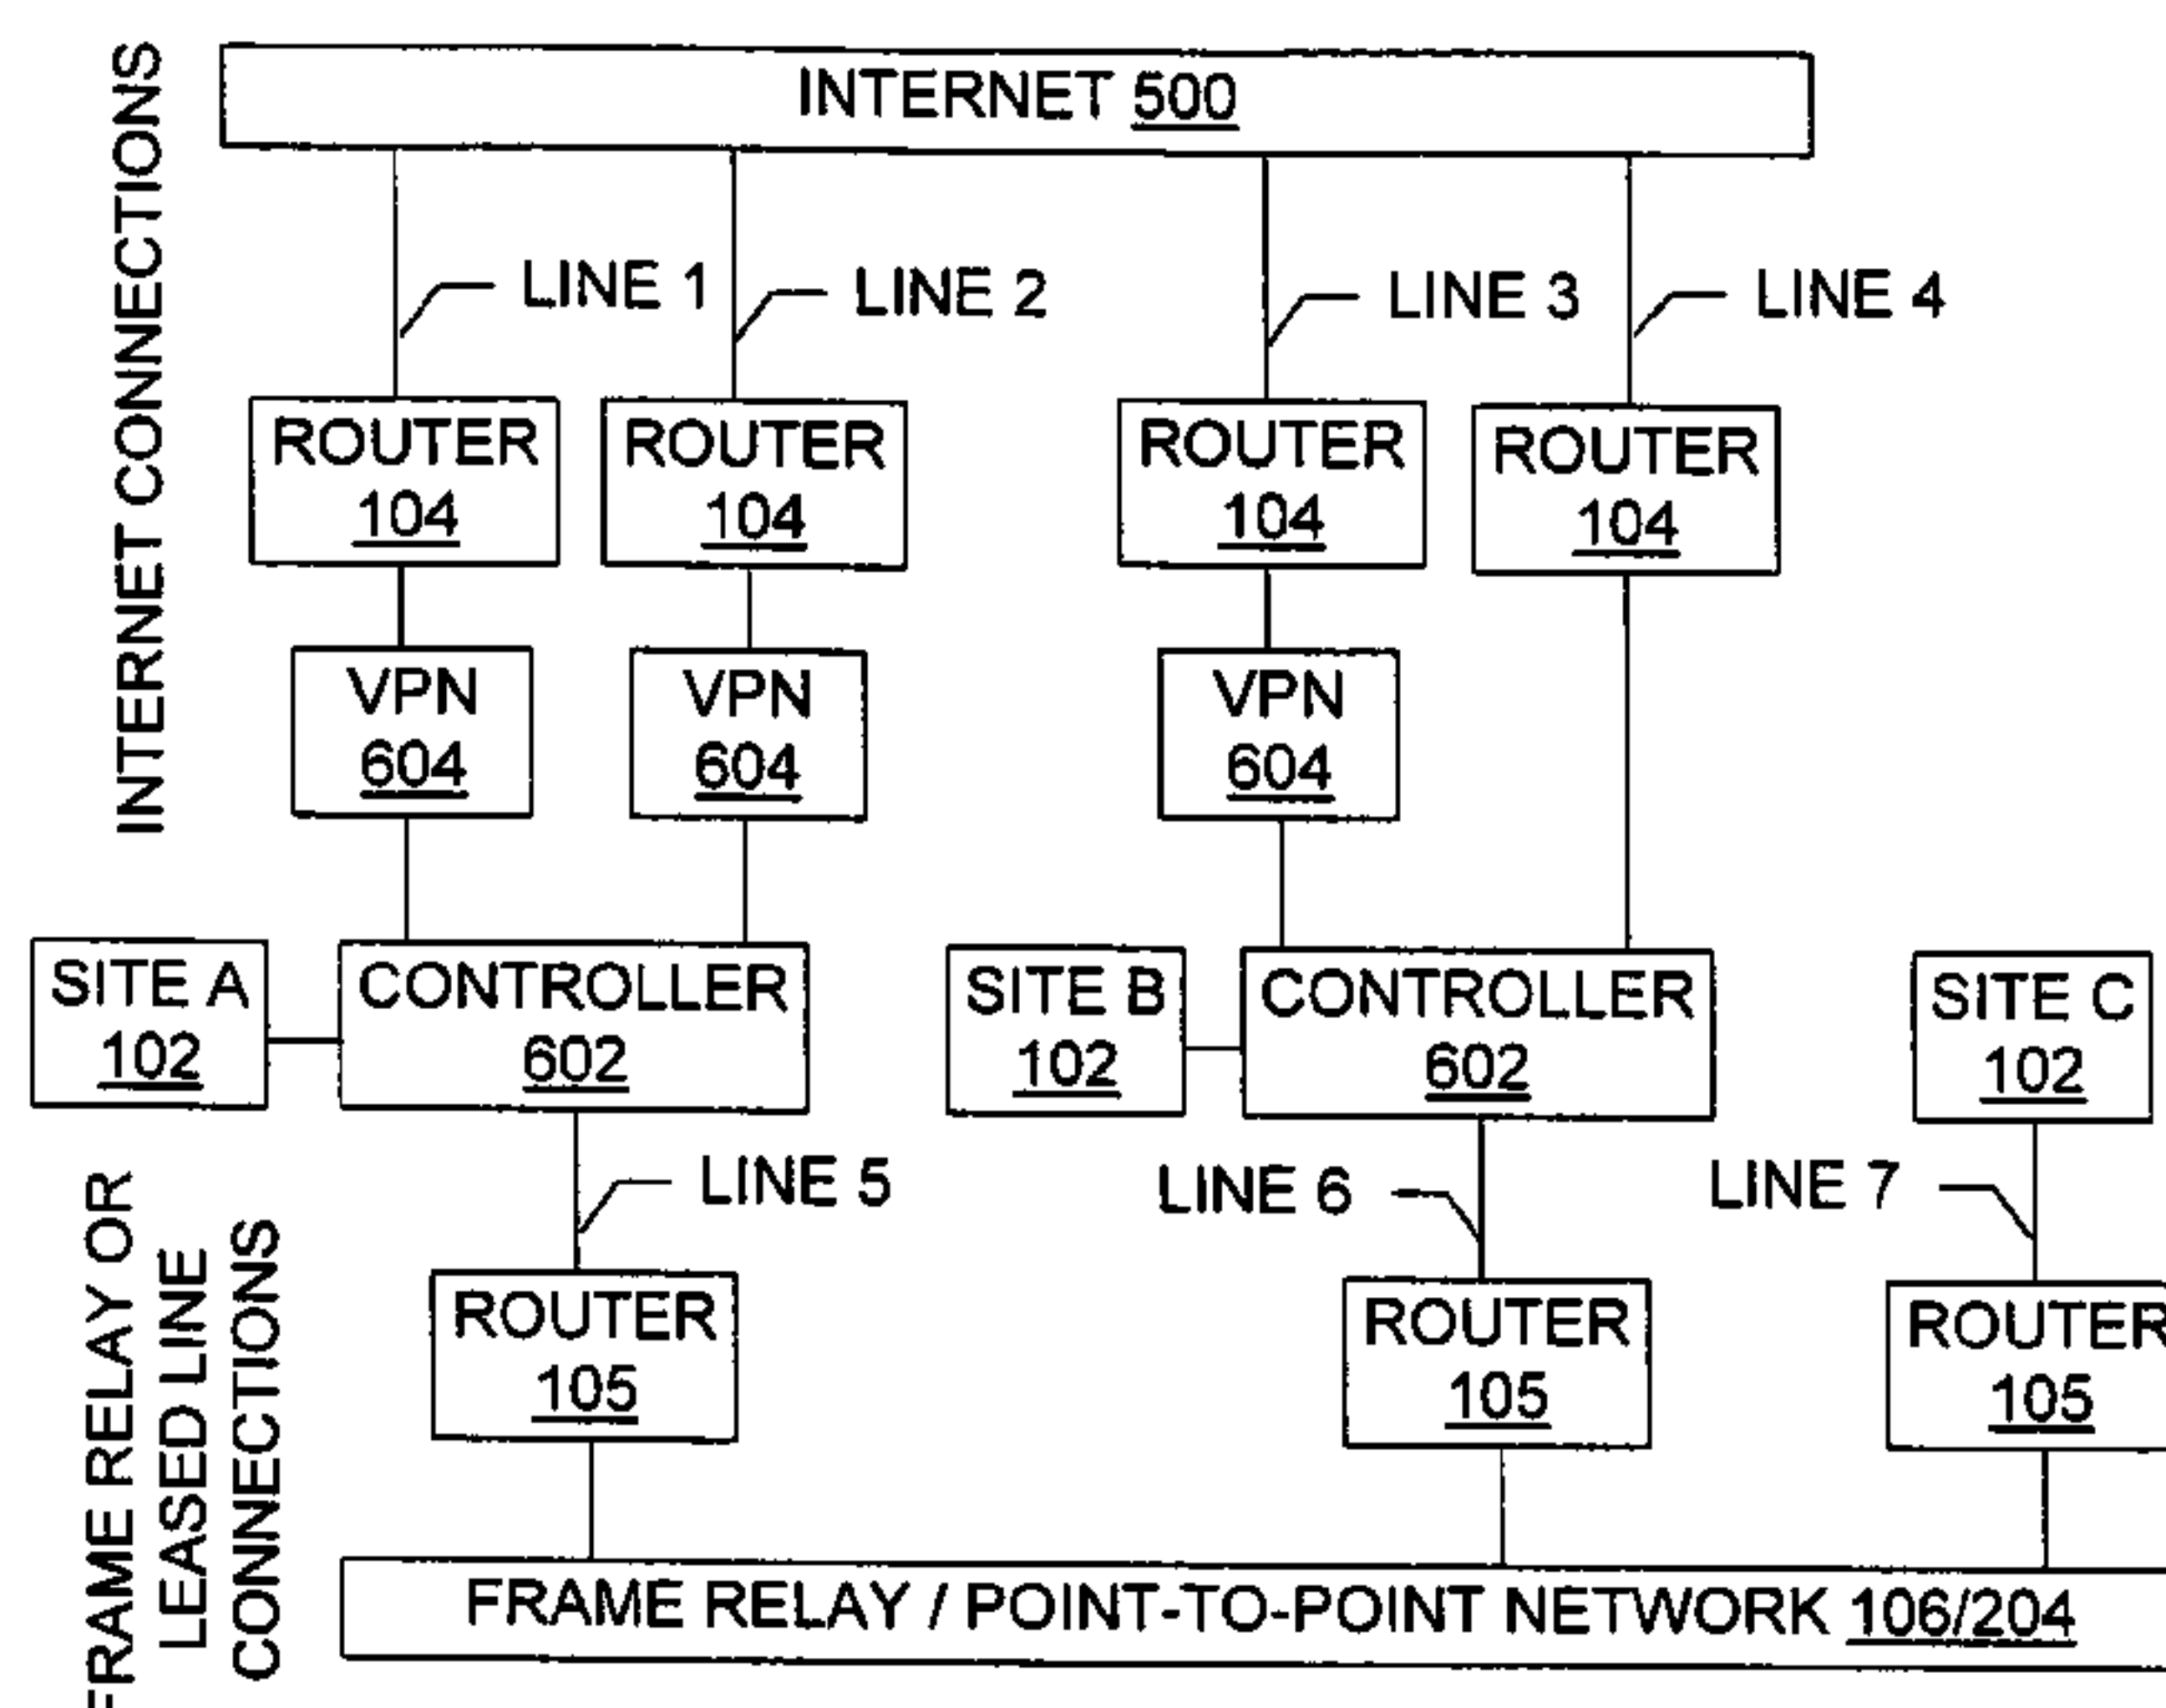 INTERNET CONNECTIONS
INTERNET 500
LINE 1
LINE 2
LINE 3
LINE 4
ROUTER
104
ROUTER
104
ROUTER
104
ROUTER
104
VPN
604
VPN
604
VPN
604
SITE A
102
CONTROLLER
602
SITE B
102
CONTROLLER
602
SITE C
102
FRAME RELAY OR
LEASED LINE
CONNECTIONS
LINE 5
LINE 6
LINE 7
ROUTER
105
ROUTER
105
ROUTER
105
FRAME RELAY / POINT-TO-POINT NETWORK 106/204